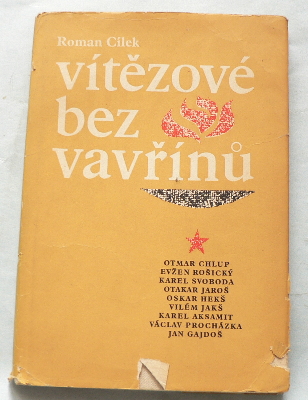 Roman Cílek
vítězové
bez
vavřínů
OTMAR CHLUP
EVŽEN ROŠICKÝ
KAREL SVOBODA
OTAKAR JAROŠ
OSKAR HEKŠ
VILÉM JAKŠ
KAREL AKSAMIT
VÁCLAV PROCHÁZKA
JAN GAJDOŠ